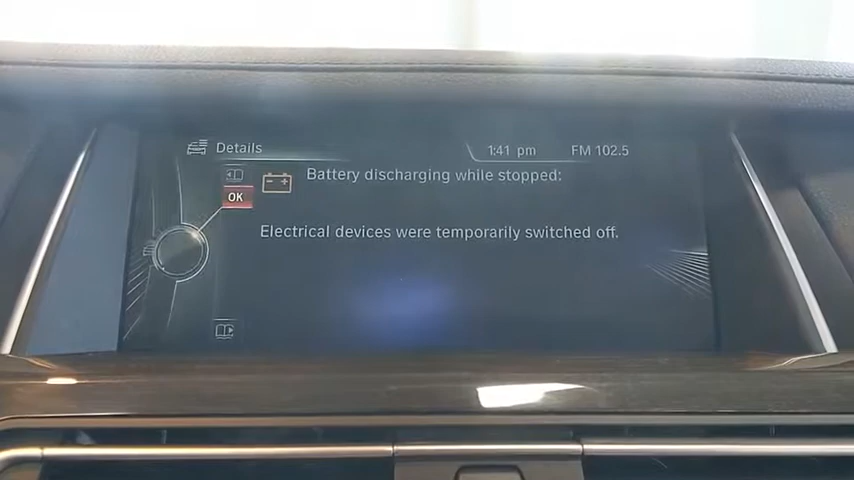 Details
1:41 pm
FM 102.5
OK
Battery discharging while stopped:
Electrical devices were temporarily switched off.